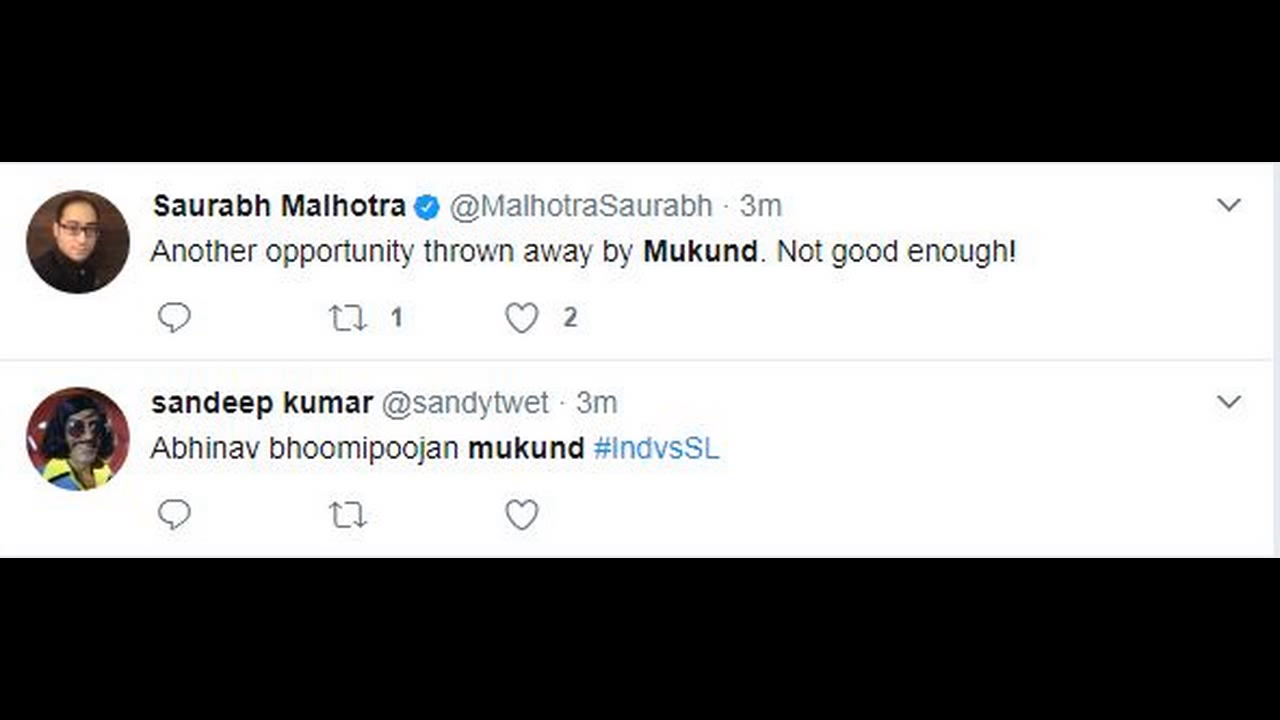 Saurabh Malhotra @MalhotraSaurabh · 3m
Another opportunity thrown away by Mukund. Not good enough!
1 2
sandeep kumar @sandytwet · 3m
Abhinav bhoomipoojan mukund #IndvsSL